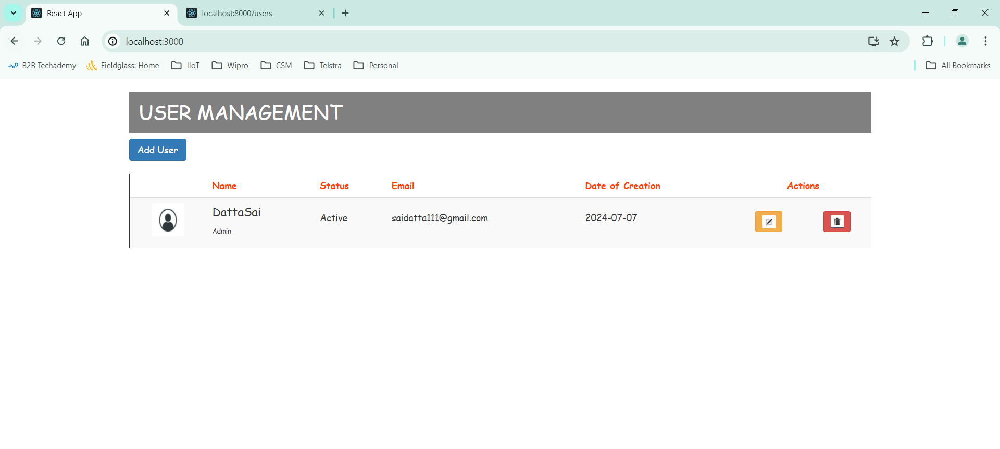 React App
localhost:8000/users
localhost:3000
B2B Techademy
Fieldglass: Home
IIoT
Wipro
CSM
Telstra
Personal
All Bookmarks
USER MANAGEMENT
Add User
Name Status Email Date of Creation Actions
DattaSai Active saidatta111@gmail.com 2024-07-07
Admin